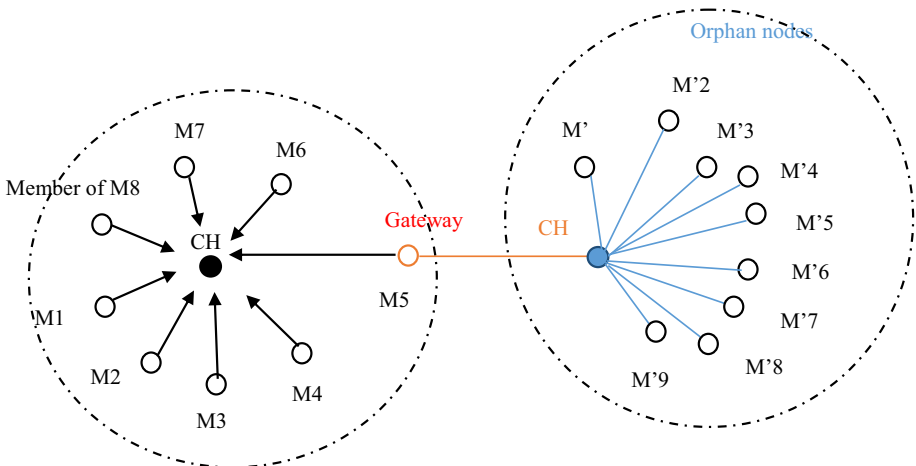 Orphan nodes
M’2
M’
M’3
M7
M6
M’4
Member of M8
Gateway
CH
M’5
CH
M’6
M5
M1
M’7
M’8
M2
M4
M’9
M3